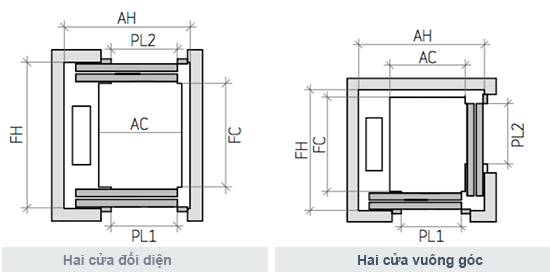 AH
PL2
AC
FH
FC
PL1
Hai cửa đối diện
AH
AC
FH
FC
PL2
PL1
Hai cửa vuông góc